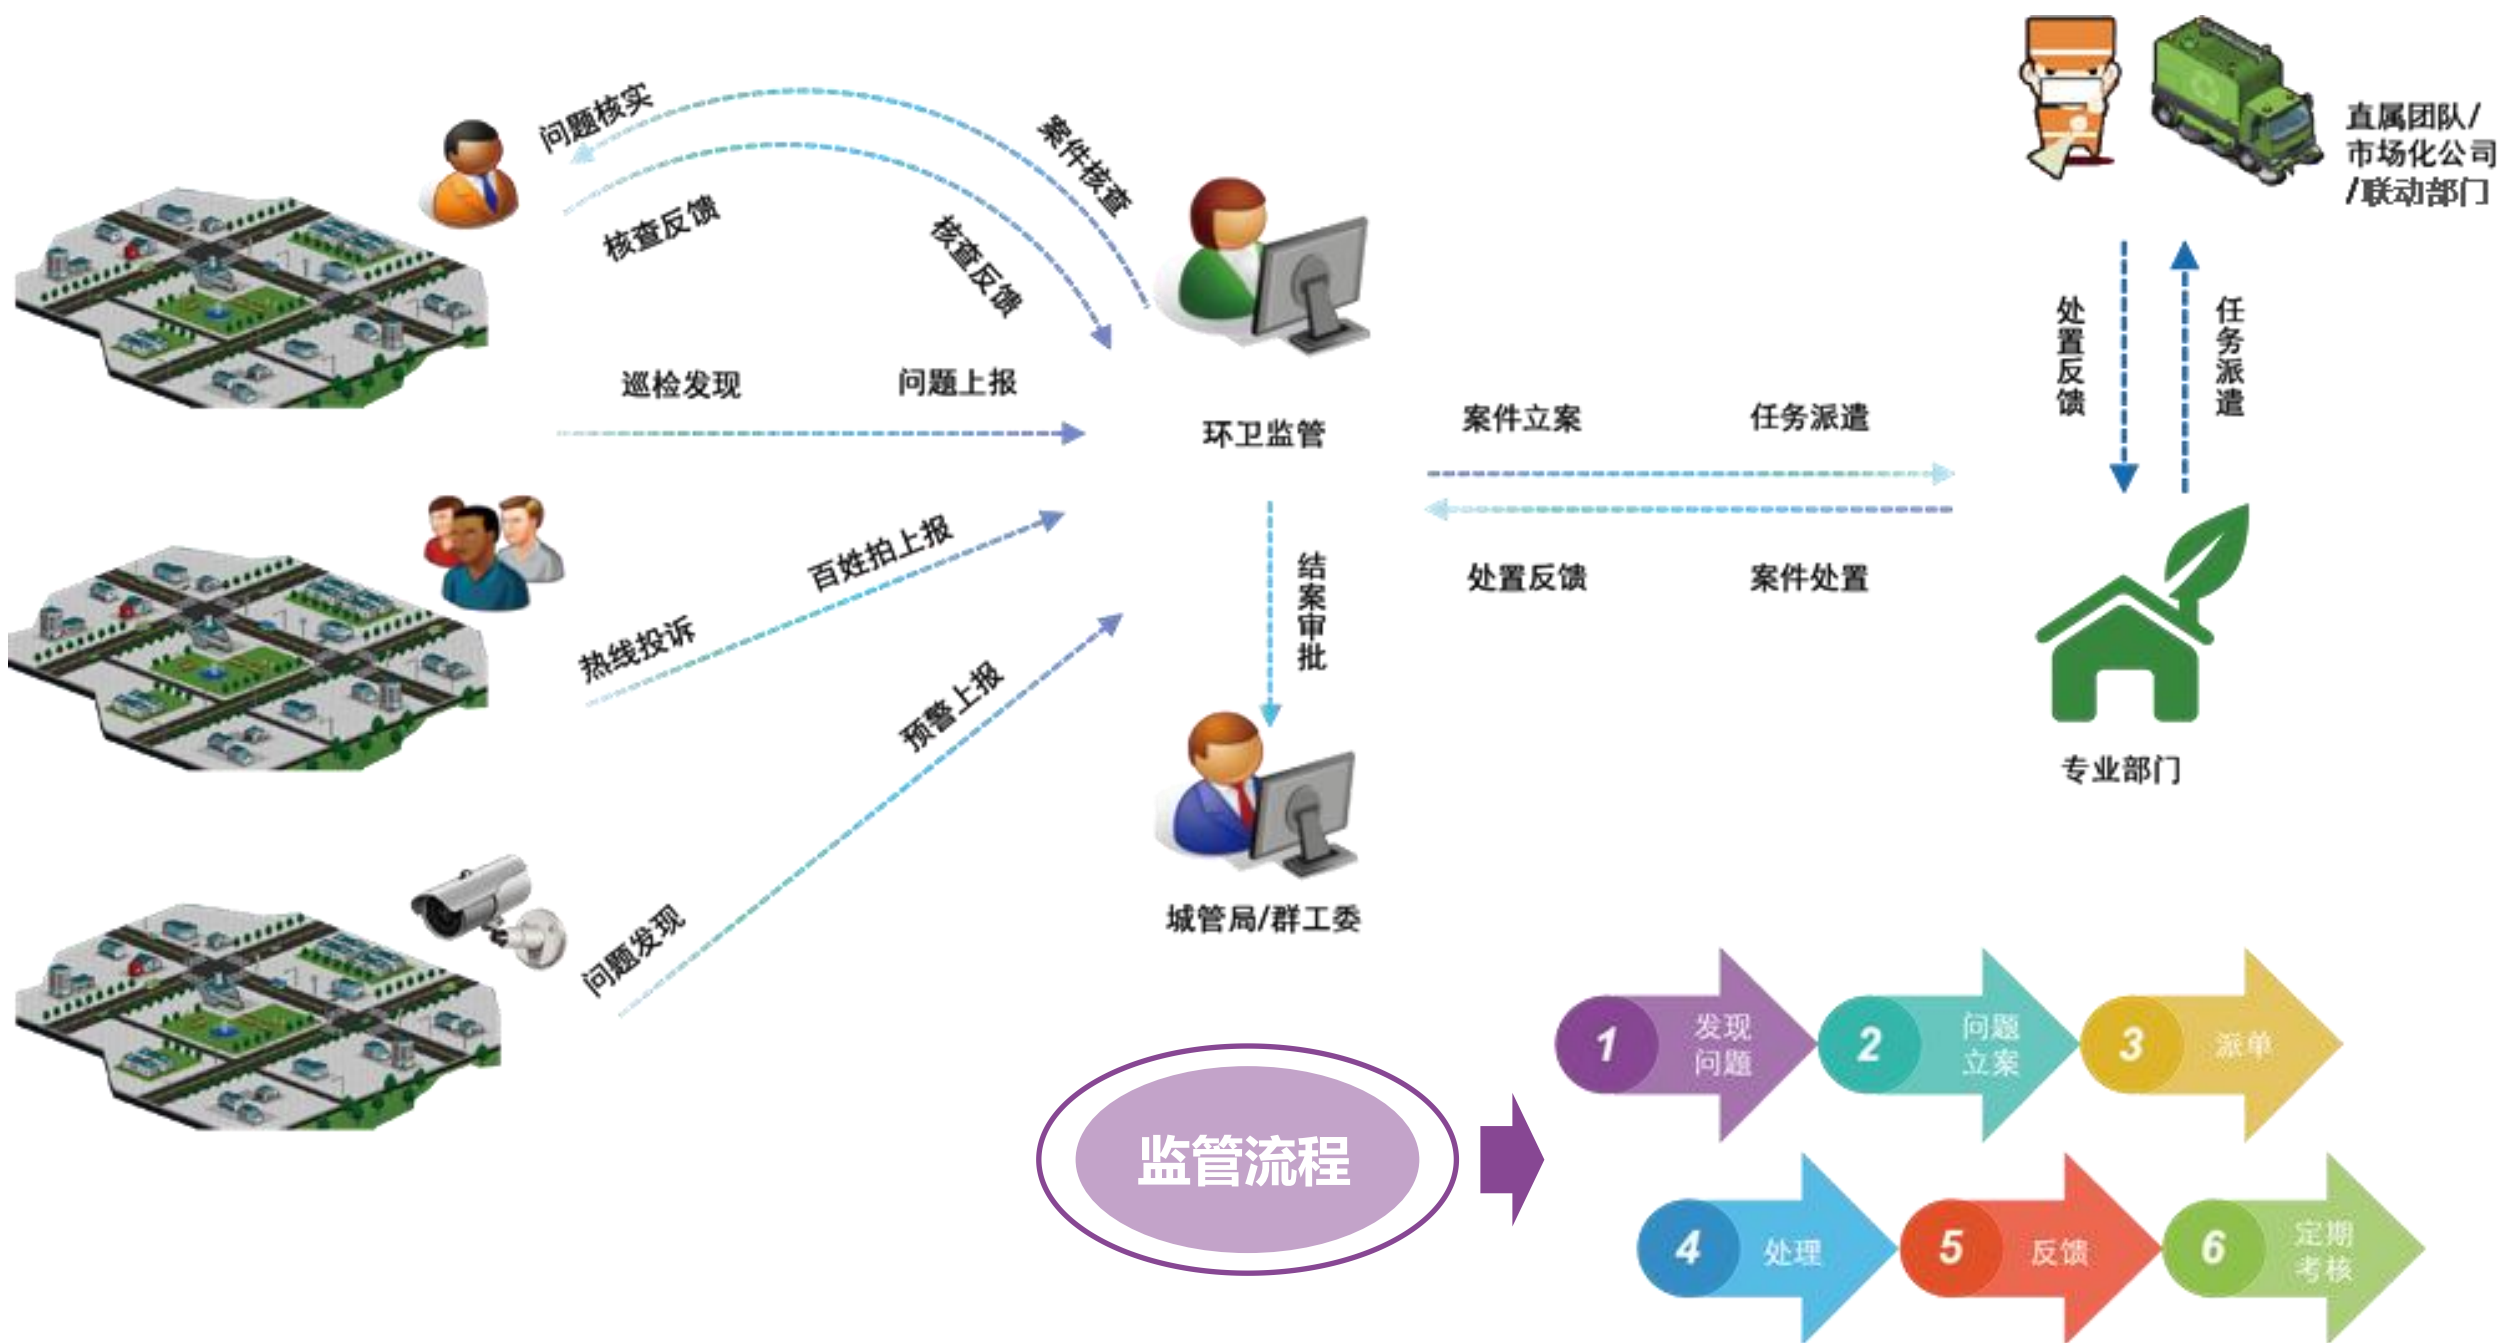 问题核实
案件核查
核查反馈
核查反馈
直属团队/
市场化公司
/联动部门
处置反馈
任务派遣
巡检发现
问题上报
环卫监管
案件立案
任务派遣
处置反馈
案件处置
百姓拍上报
热线投诉
结案审批
预警上报
问题发现
专业部门
城管局/群工委
监管流程
1
发现
问题
2
问题
立案
3
派单
4
处理
5
反馈
6
定期
考核